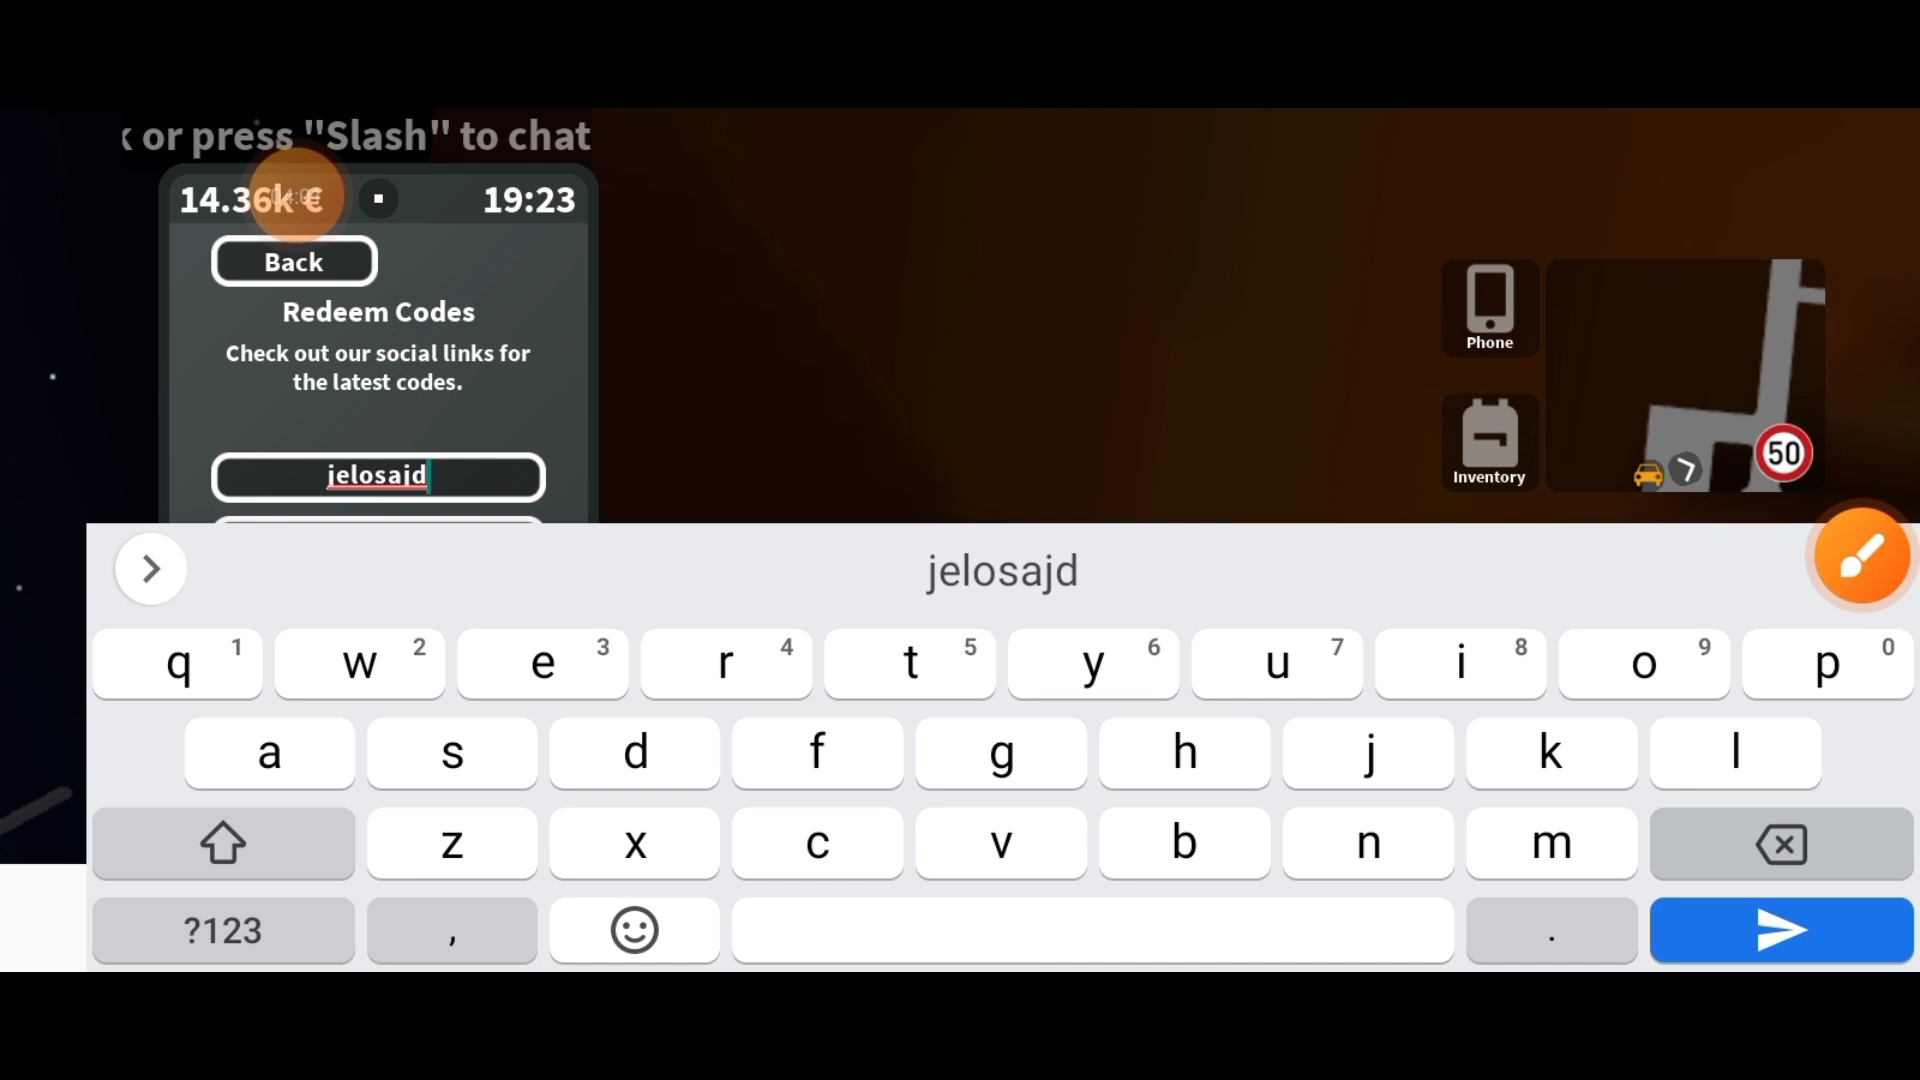 k or press "Slash" to chat
14.36k €
19:23
Back
Redeem Codes
Check out our social links for
the latest codes.
jelosajd
Phone
Inventory
50
jelosajd
q 1 w 2 e 3 r 4 t 5 y 6 u 7 i 8 o 9 p 0
a s d f g h j k l
z x c v b n m
?123 , .